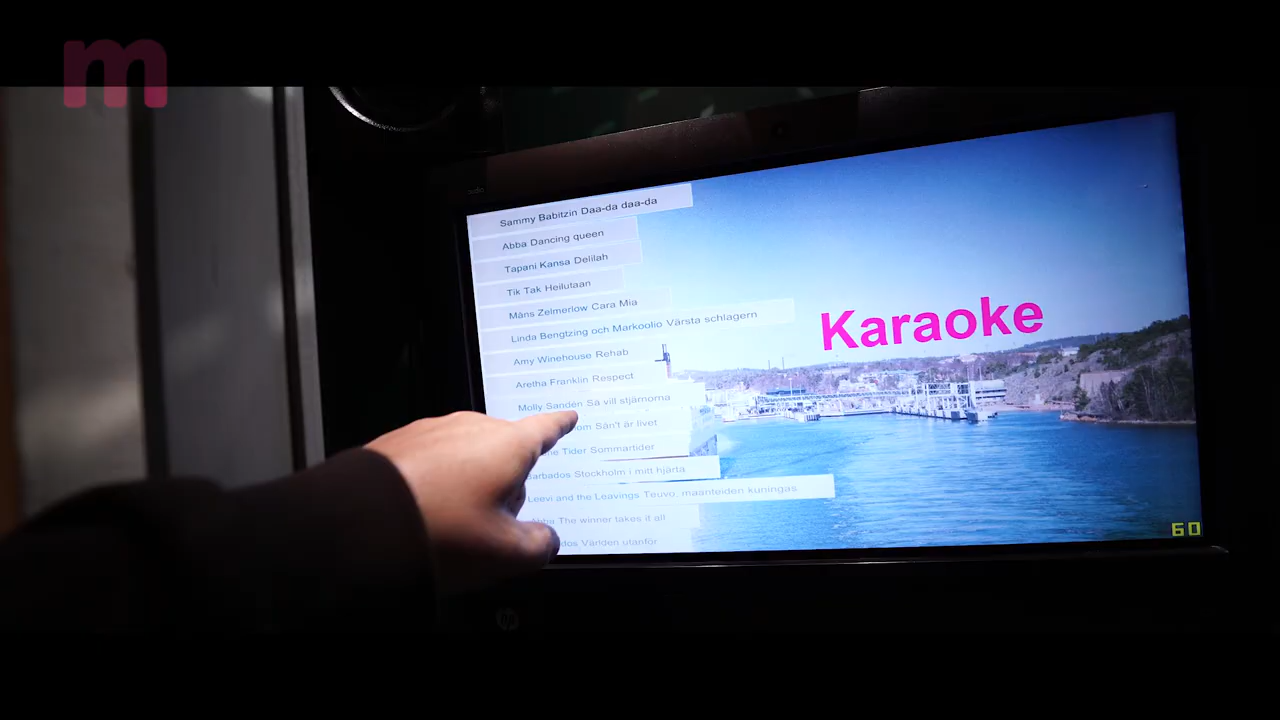 m
Sammy Babitzin Daa-da daa-da
Abba Dancing queen
Tapani Kansa Delilah
Tik Tak Heilutaan
Måns Zelmerlow Cara Mia
Linda Bengtzing och Markoolio Värsta schlagern
Amy Winehouse Rehab
Aretha Franklin Respect
Molly Sandén Så vill stjärnorna
Sån't är livet
Tider Sommartider
Barbados Stockholm i mitt hjärta
Leevi and the Leavings Teuvo, maanteiden kuningas
Abba The winner takes it all
Världen utanför
Karaoke
60
hp